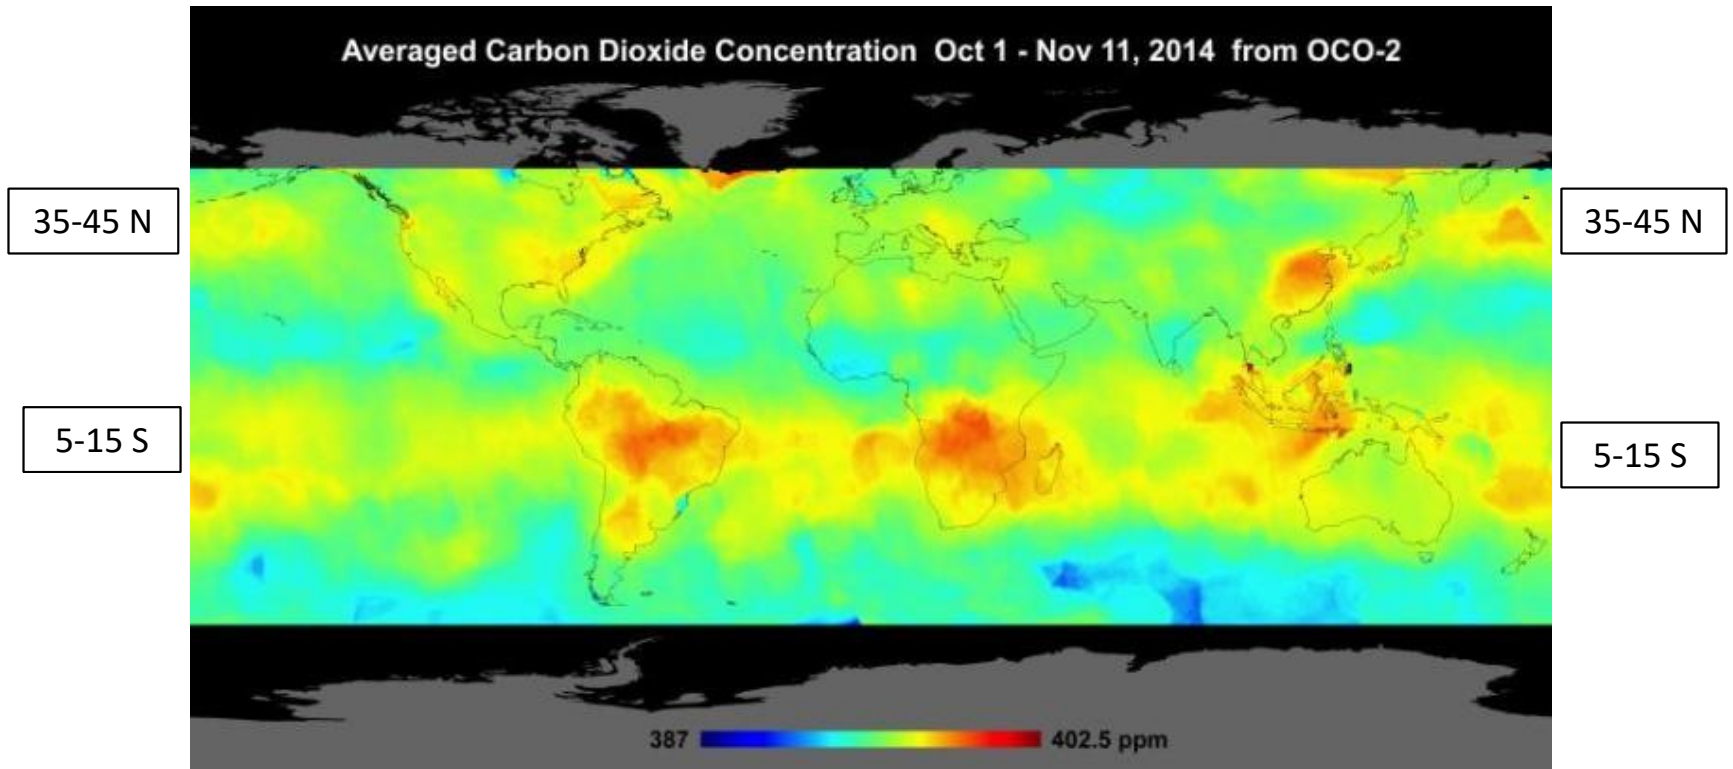 Averaged Carbon Dioxide Concentration Oct 1 - Nov 11, 2014 from OCO-2
35-45 N
35-45 N
5-15 S
5-15 S
387 402.5 ppm